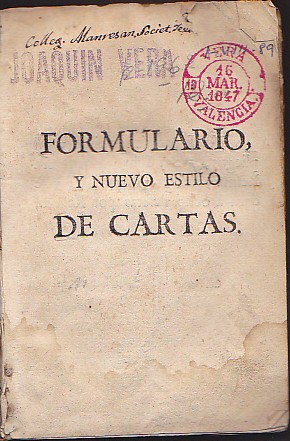 Colleg. Manresan, Societ. Jesu
JOAQUIN VERA
16
MAR.
1847
VALENCIA
FORMULARIO,
Y NUEVO ESTILO
DE CARTAS.